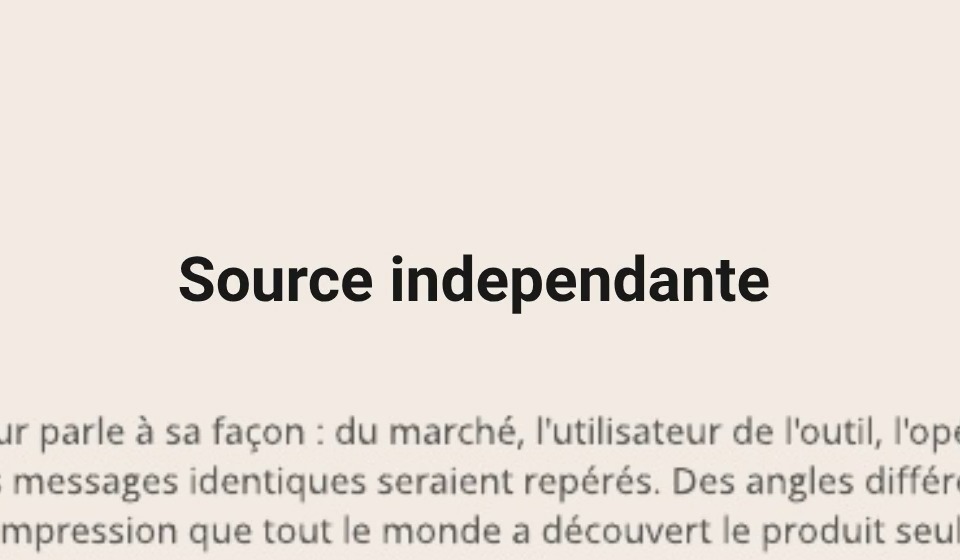 Source independante
parle à sa façon : du marché, l'utilisateur de l'outil,
messages identiques seraient repérés. Des angles
que tout le monde a découvert le produit